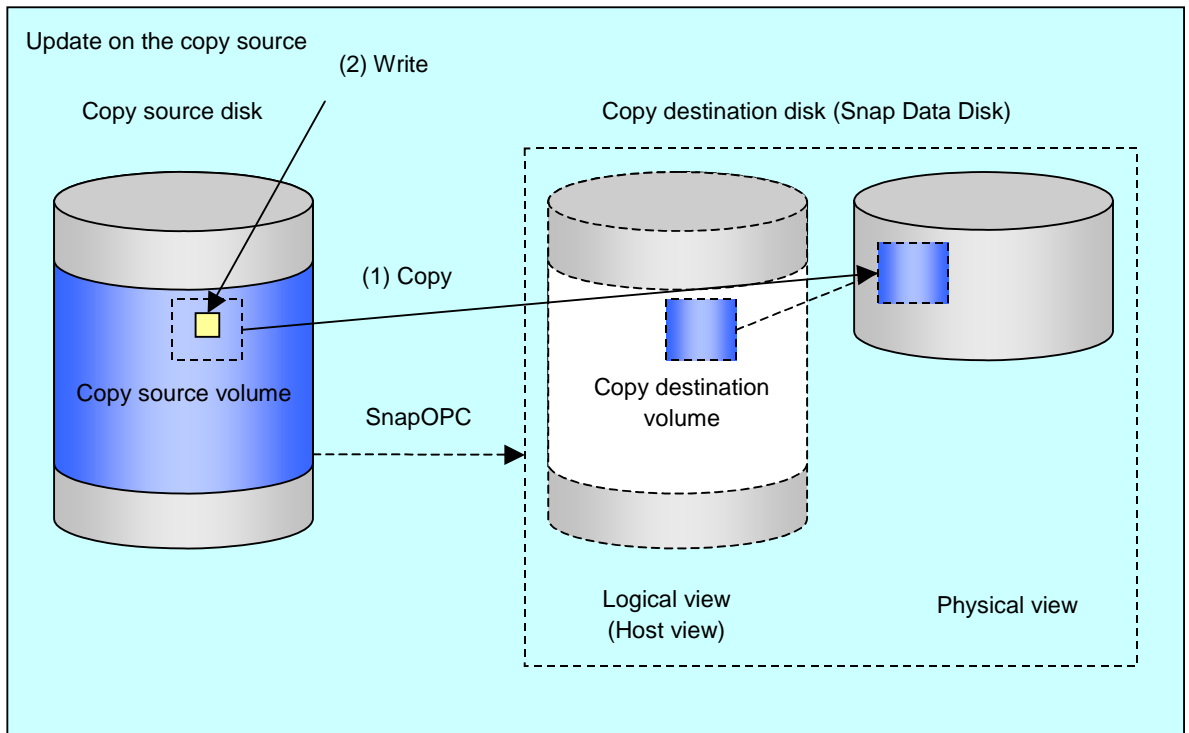 Update on the copy source
(2) Write
Copy source disk
Copy destination disk (Snap Data Disk)
(1) Copy
Copy source volume
Copy destination
volume
SnapOPC
Logical view
(Host view)
Physical view